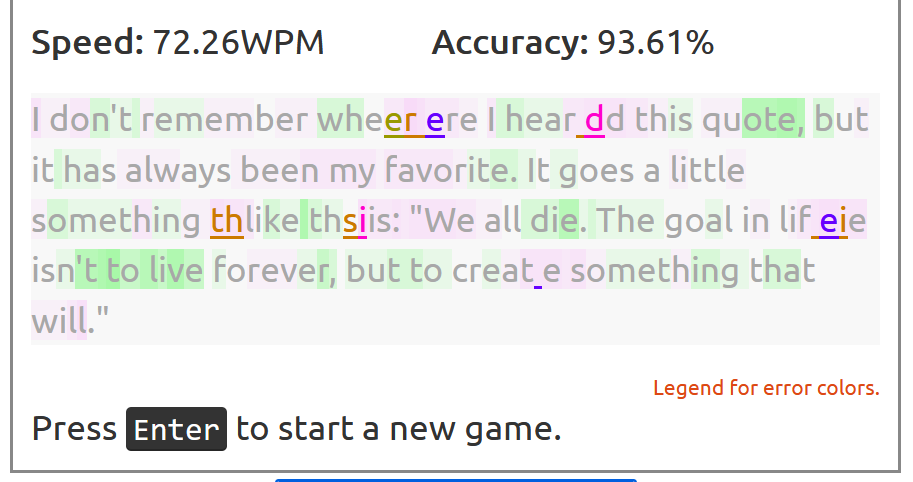 Speed: 72.26WPM Accuracy: 93.61%
I don't remember wheer ere I hear dd this quote, but
it has always been my favorite. It goes a little
something thlike thsiis: "We all die. The goal in lif eie
isn't to live forever, but to creat e something that
will."
Legend for error colors.
Press Enter to start a new game.